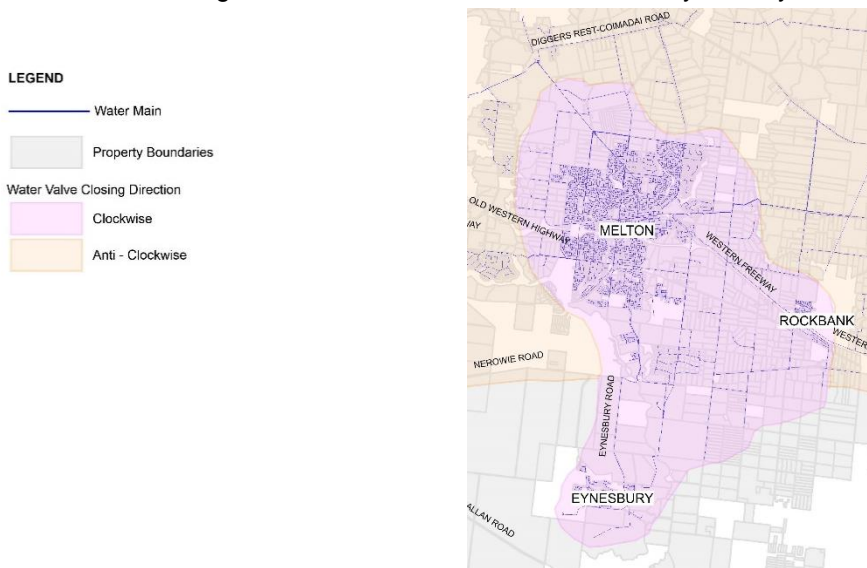 LEGEND
Water Main
Property Boundaries
Water Valve Closing Direction
Clockwise
Anti - Clockwise
DIGGERS REST-COIMADAI ROAD
OLD WESTERN HIGHWAY
MELTON
WESTERN FREEWAY
ROCKBANK
NEROWIE ROAD
EYNESBURY ROAD
EYNESBURY
ALLAN ROAD